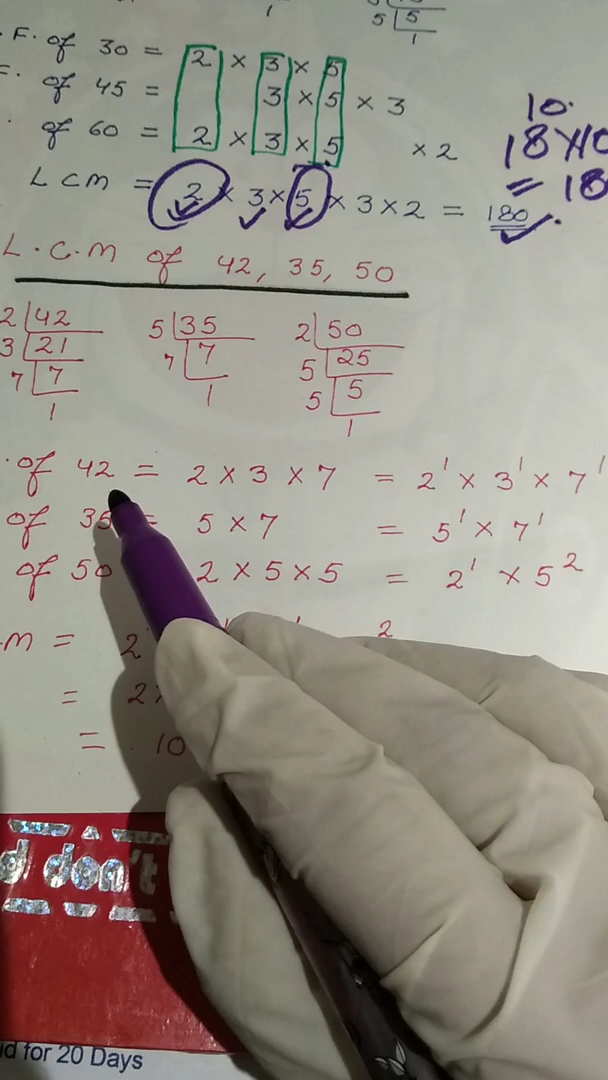 5 5
1
1
.F. of 30 = 2 × 3 × 5
F. of 45 = 3 × 5 × 3
of 60 = 2 × 3 × 5 × 2
LCM = 2 × 3 × 5 × 3 × 2 = 180
10.
18×10
= 18
L.C.M of 42, 35, 50
2 42
3 21
7 7
1
5 35
7 7
1
2 50
5 25
5 5
1
of 42 = 2 × 3 × 7 = 2¹ × 3¹ × 7¹
of 35 = 5 × 7 = 5¹ × 7¹
of 50 2 × 5 × 5 = 2¹ × 5²
.M = 2 2
= 2×
= 10
d don't
id for 20 Days